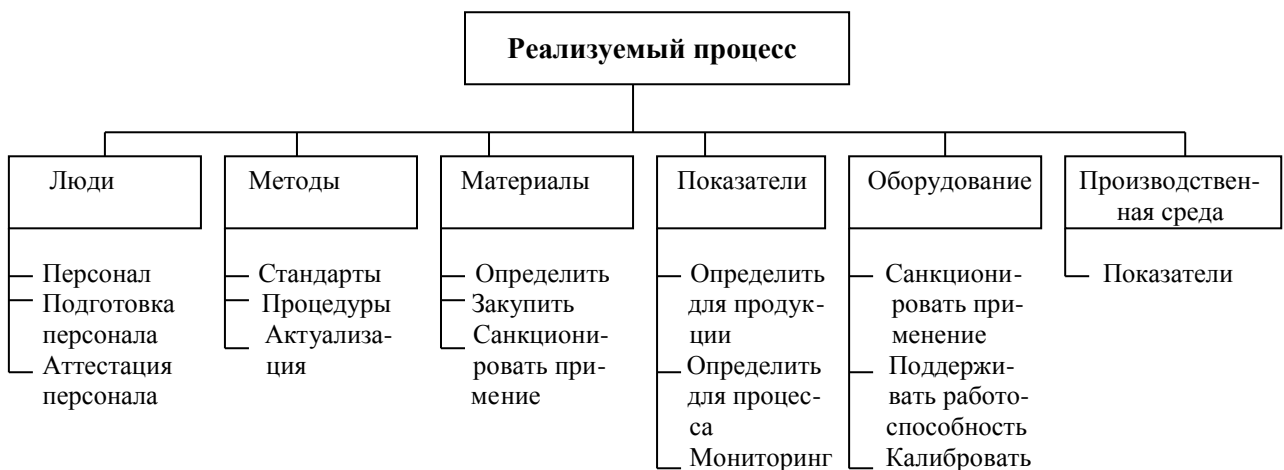 Реализуемый процесс
Люди
Персонал
Подготовка
персонала
Аттестация
персонала
Методы
Стандарты
Процедуры
Актуализа-
ция
Материалы
Определить
Закупить
Санкциони-
ровать при-
мение
Показатели
Определить
для продук-
ции
Определить
для процес-
са
Мониторинг
Оборудование
Санкциони-
ровать при-
менение
Поддержи-
вать работо-
способность
Калибровать
Производствен-
ная среда
Показатели